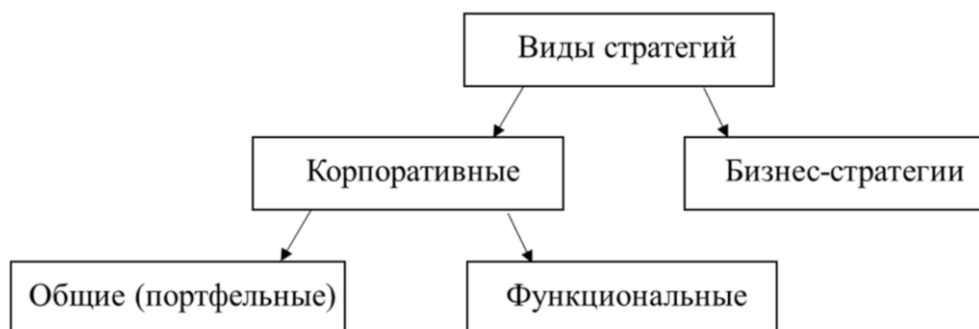 Виды стратегий
Корпоративные
Бизнес-стратегии
Общие (портфельные)
Функциональные